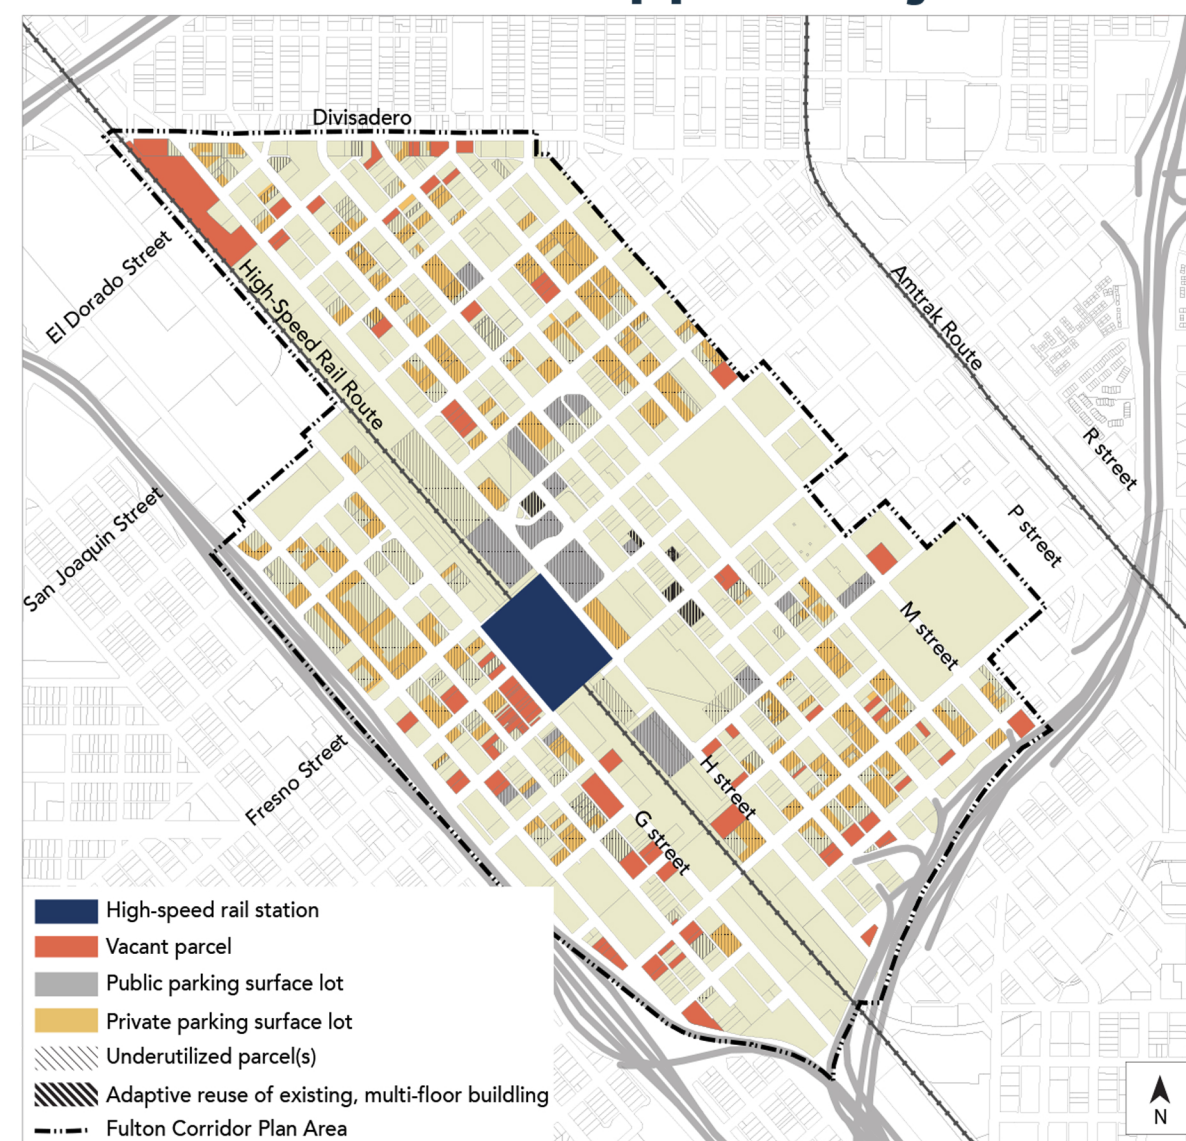 Divisadero
El Dorado Street
High-Speed Rail Route
Amtrak Route
R street
P street
San Joaquin Street
M street
Fresno Street
H street
G street
High-speed rail station
Vacant parcel
Public parking surface lot
Private parking surface lot
Underutilized parcel(s)
Adaptive reuse of existing, multi-floor buildling
Fulton Corridor Plan Area
N